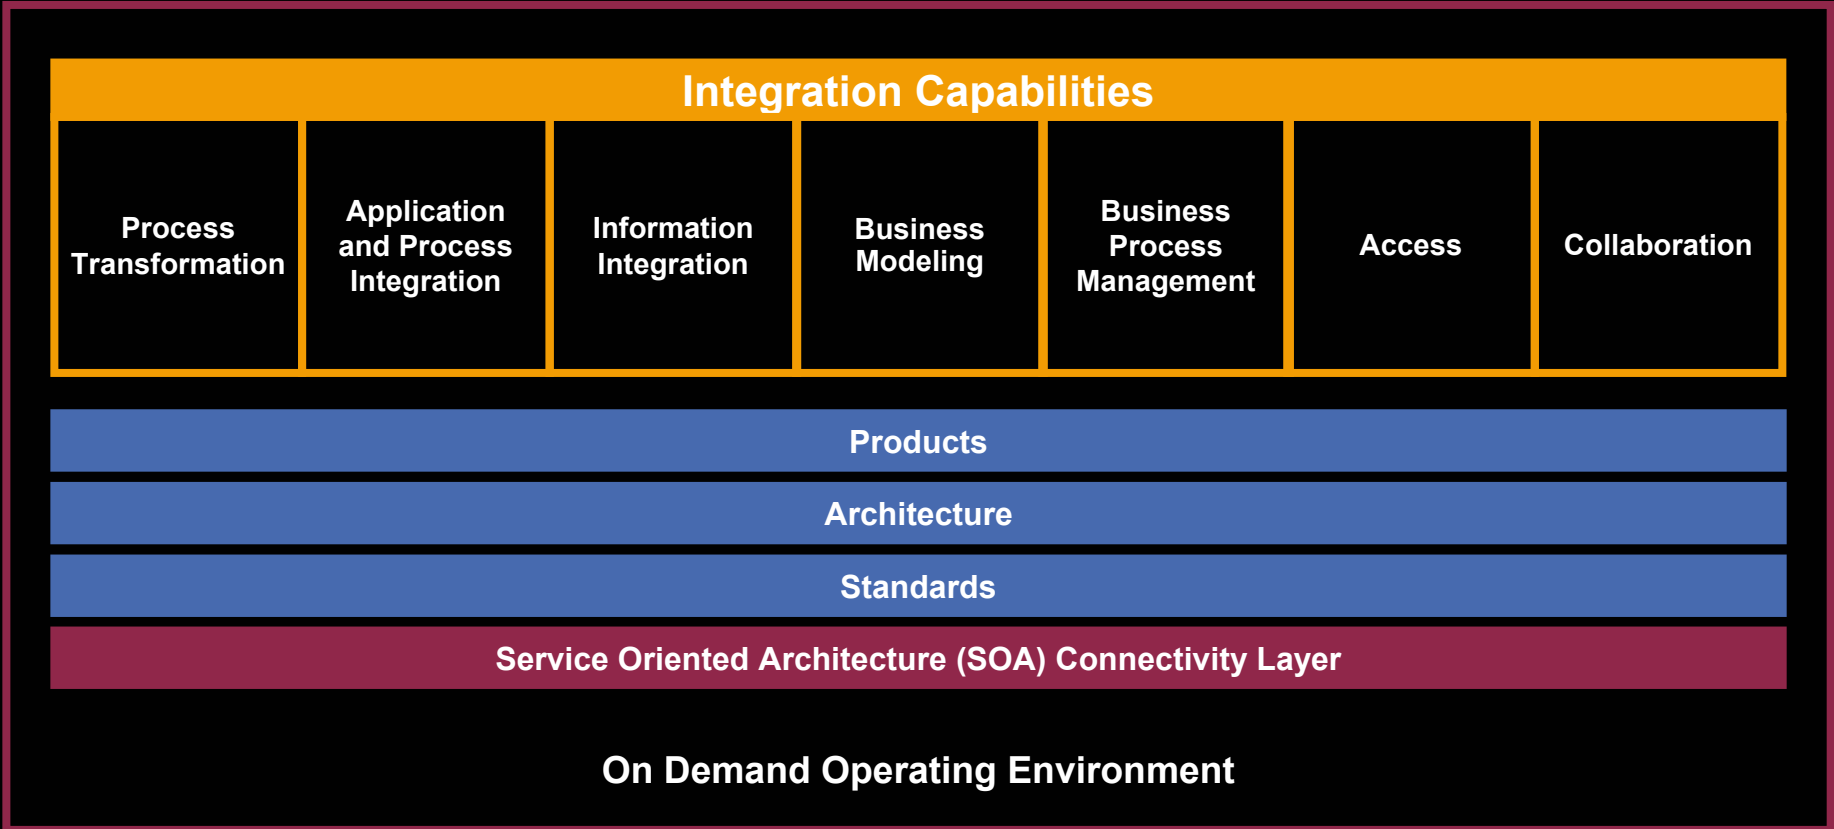 Integration Capabilities
Process
Transformation
Application
and Process
Integration
Information
Integration
Business
Modeling
Business
Process
Management
Access
Collaboration
Products
Architecture
Standards
Service Oriented Architecture (SOA) Connectivity Layer
On Demand Operating Environment